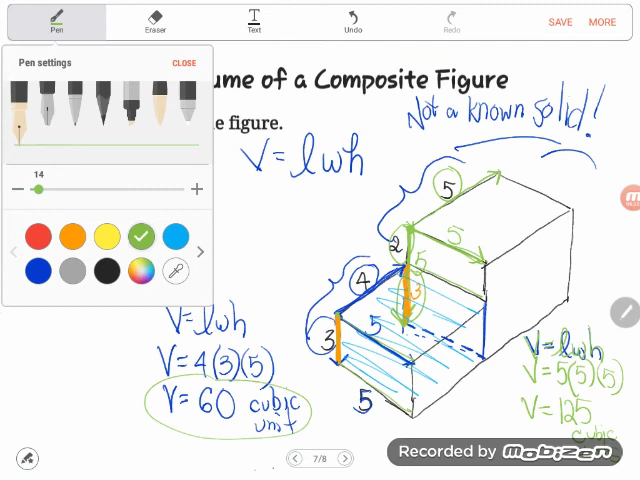 Pen
Eraser
Text
Undo
Redo
SAVE
MORE
Pen settings
CLOSE
ume of a Composite Figure
e figure.
14
Not a known solid!
V = lwh
5
2
5
5
3
4
3
5
5
V = lwh
V = 4(3)(5)
V = 60 cubic
unit
V = lwh
V = 5(5)(5)
V = 125
cubic
7/8
Recorded by mobizen